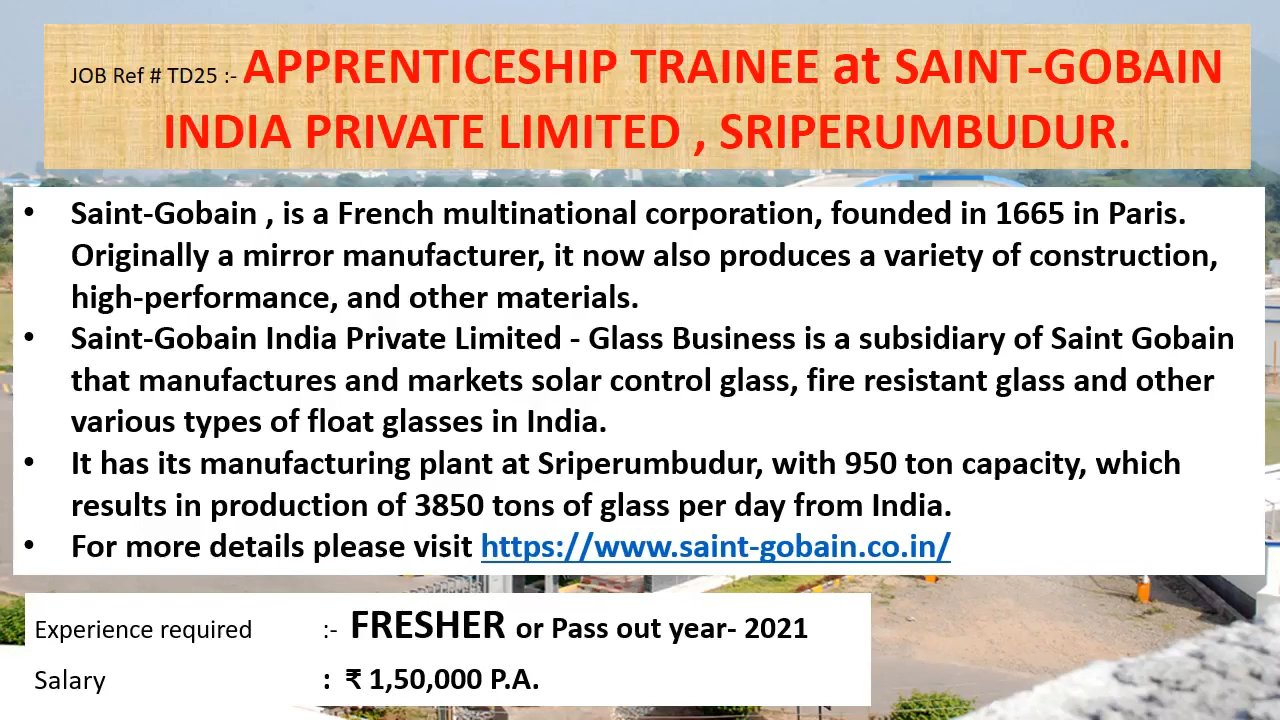 JOB Ref # TD25 :- APPRENTICESHIP TRAINEE at SAINT-GOBAIN
INDIA PRIVATE LIMITED , SRIPERUMBUDUR.
• Saint-Gobain , is a French multinational corporation, founded in 1665 in Paris.
Originally a mirror manufacturer, it now also produces a variety of construction,
high-performance, and other materials.
• Saint-Gobain India Private Limited - Glass Business is a subsidiary of Saint Gobain
that manufactures and markets solar control glass, fire resistant glass and other
various types of float glasses in India.
• It has its manufacturing plant at Sriperumbudur, with 950 ton capacity, which
results in production of 3850 tons of glass per day from India.
• For more details please visit https://www.saint-gobain.co.in/
Experience required :- FRESHER or Pass out year- 2021
Salary : ₹ 1,50,000 P.A.